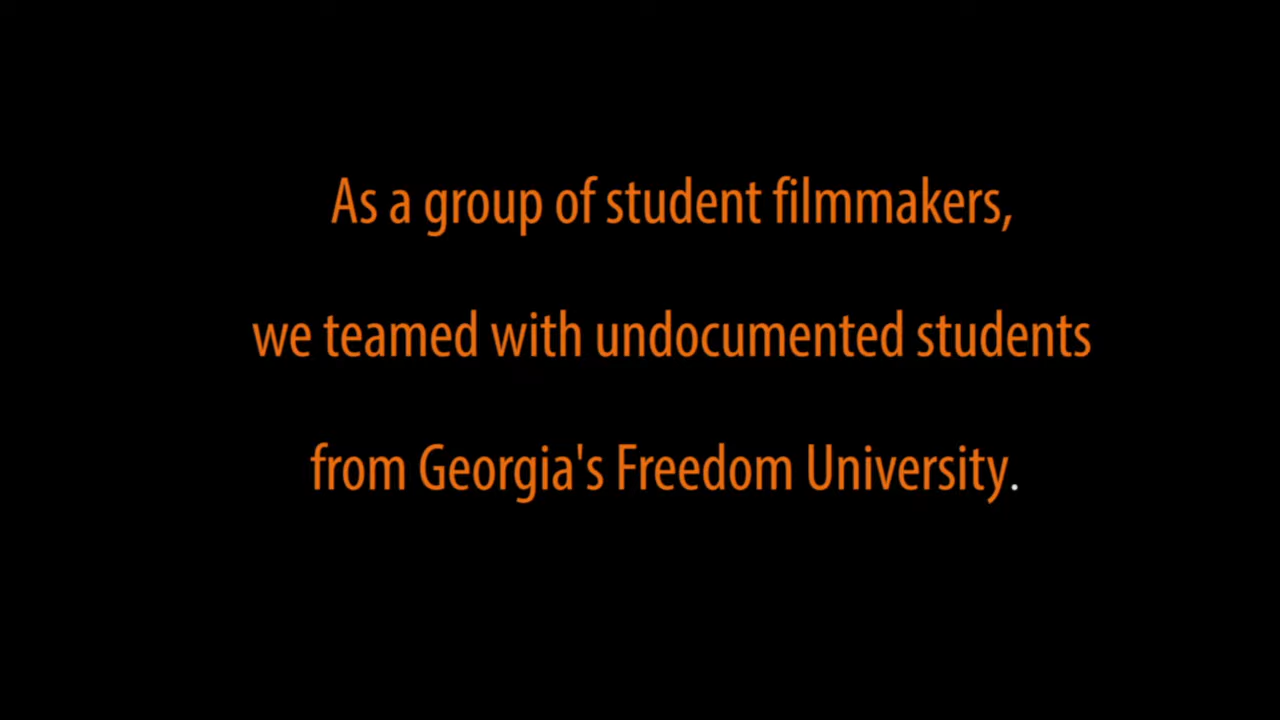 As a group of student filmmakers,
we teamed with undocumented students
from Georgia's Freedom University.